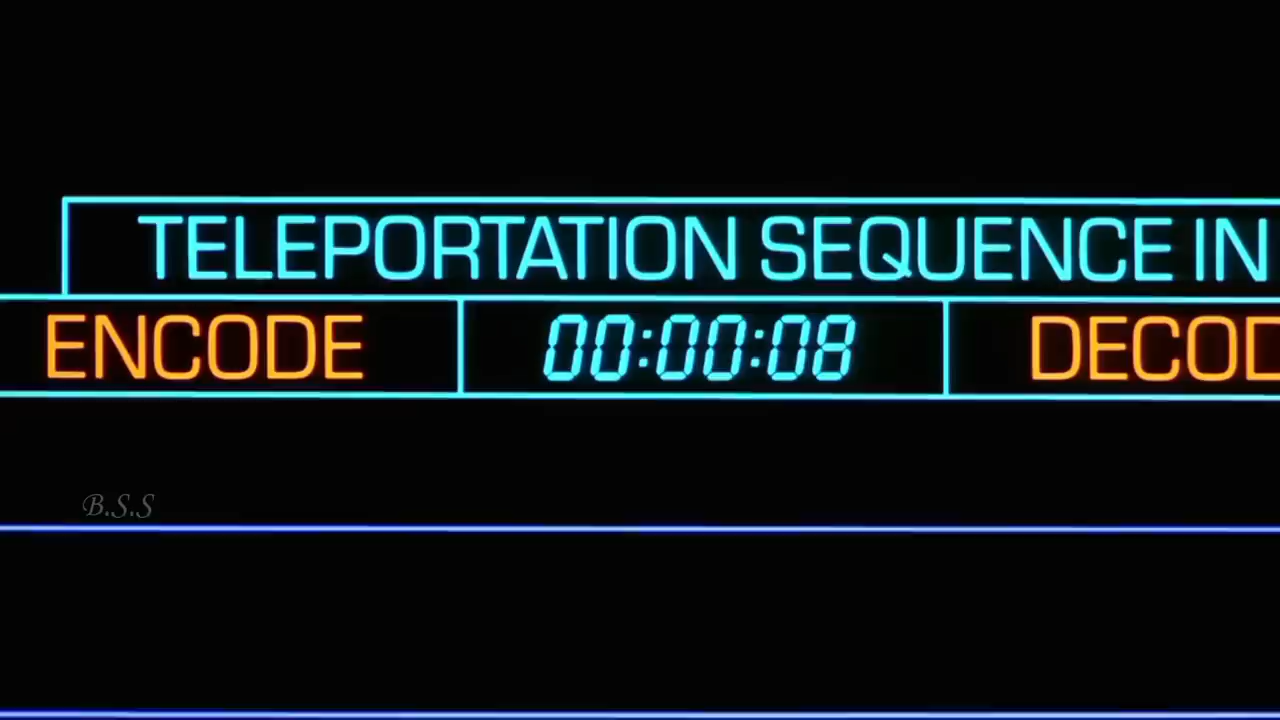 TELEPORTATION SEQUENCE IN
ENCODE 00:00:08 DECOD
B.S.S